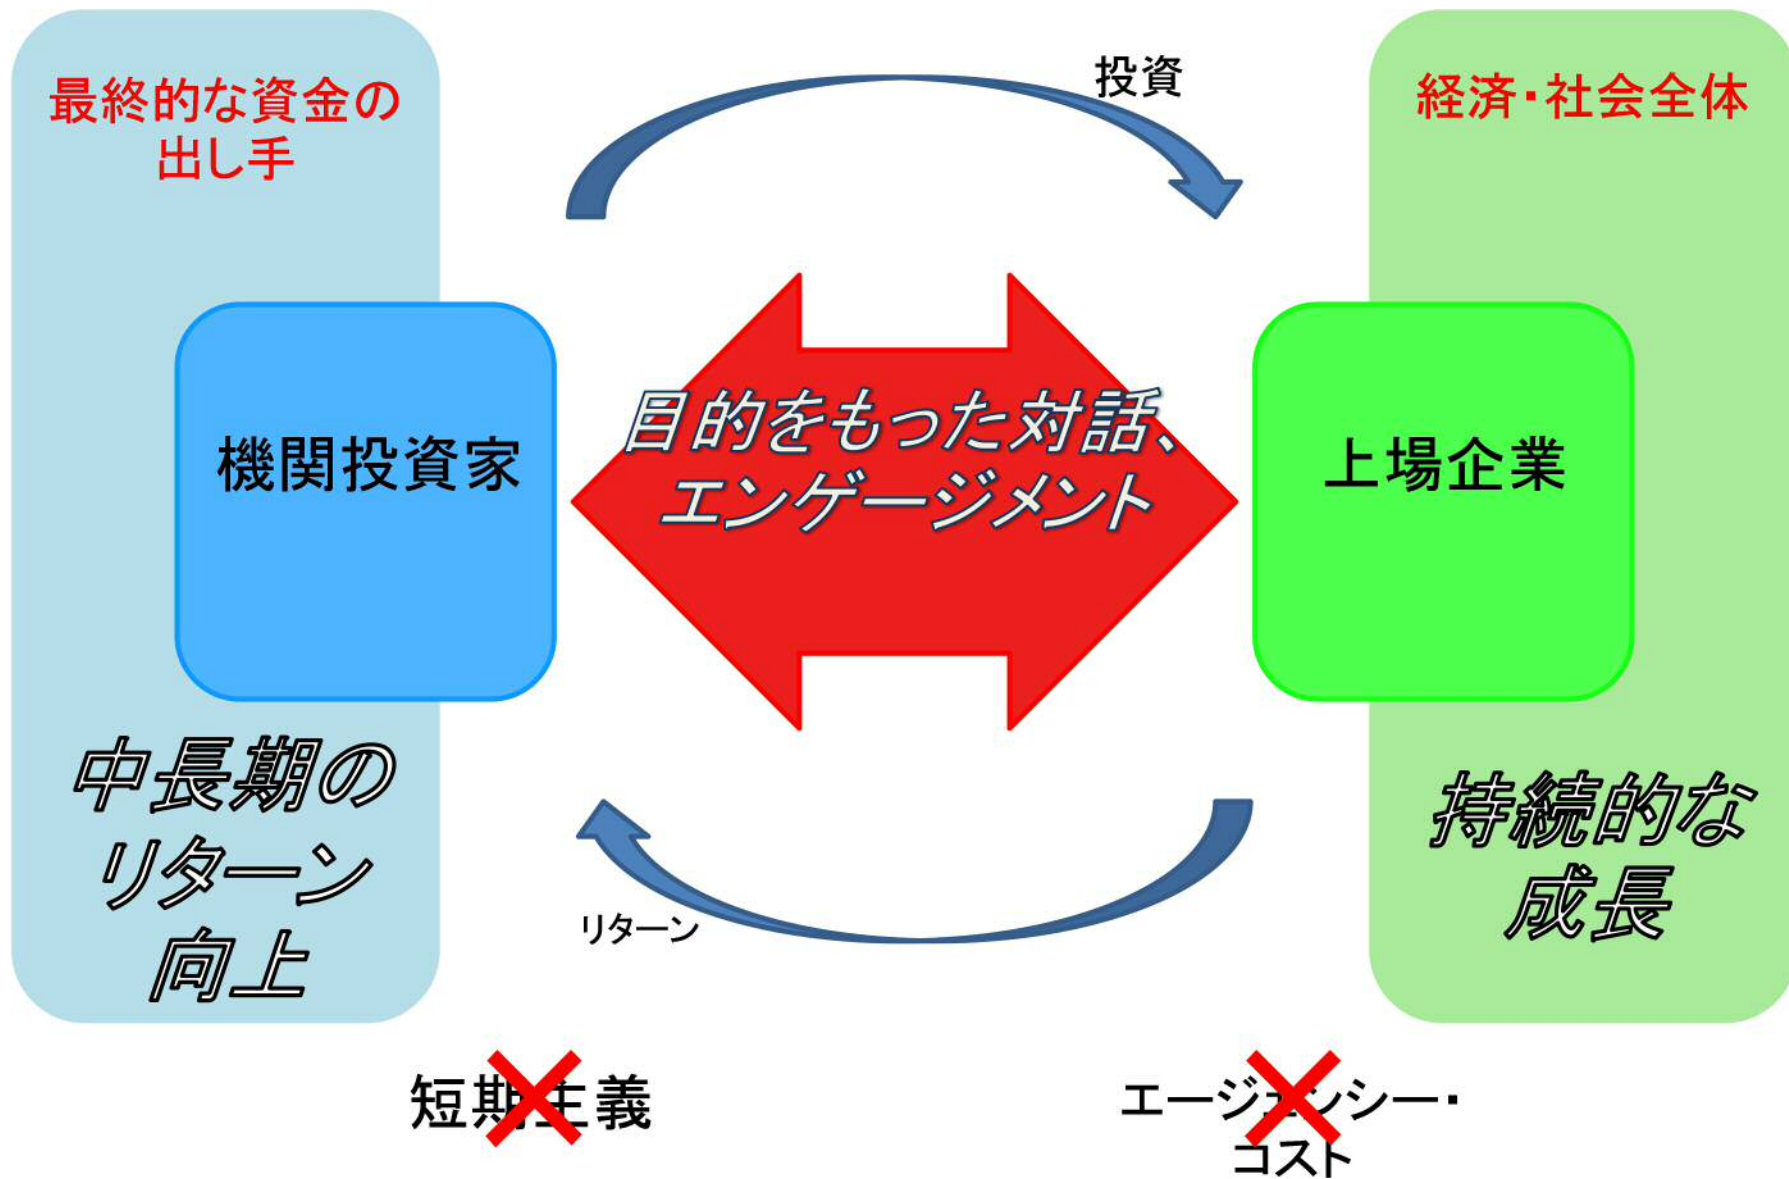 最終的な資金の
出し手
投資
経済・社会全体
機関投資家
目的をもった対話、
エンゲージメント
上場企業
中長期の
リターン
向上
リターン
持続的な
成長
短期主義
エージェンシー・
コスト